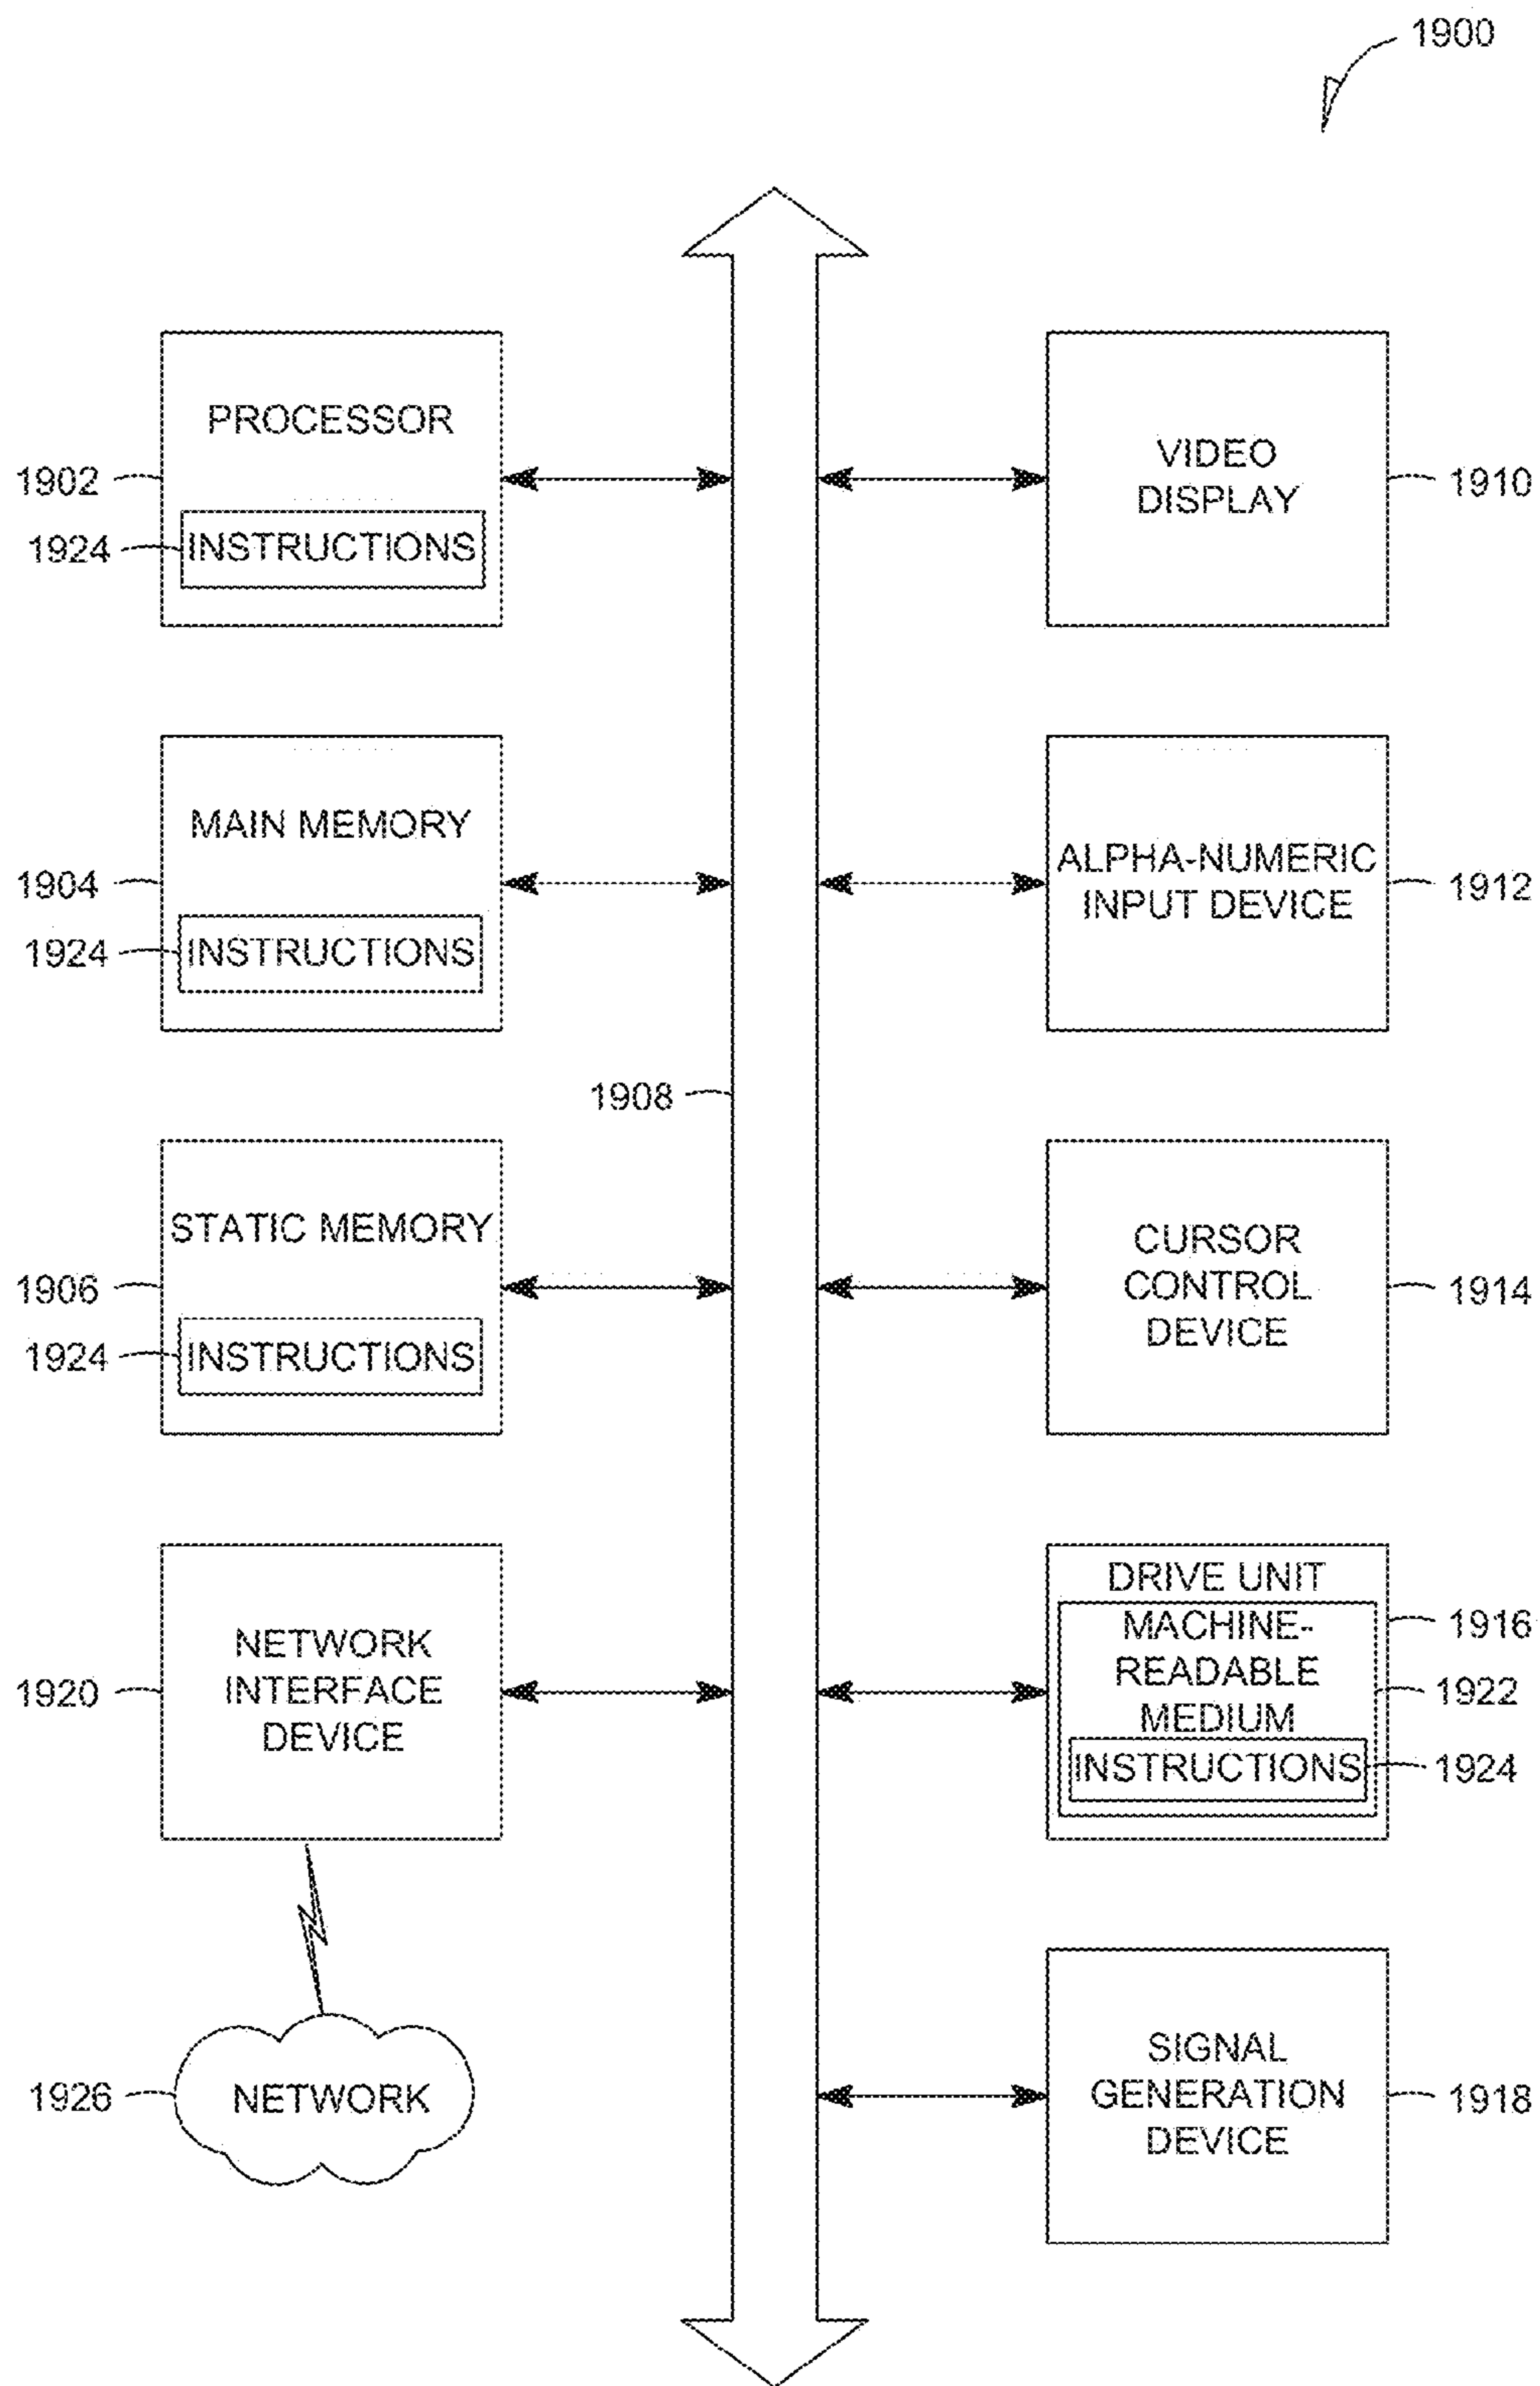 1900
PROCESSOR
1902
1924
INSTRUCTIONS
VIDEO
DISPLAY
1910
MAIN MEMORY
1904
1924
INSTRUCTIONS
ALPHA-NUMERIC
INPUT DEVICE
1912
1908
STATIC MEMORY
1906
1924
INSTRUCTIONS
CURSOR
CONTROL
DEVICE
1914
NETWORK
INTERFACE
DEVICE
1920
DRIVE UNIT
1916
MACHINE-
READABLE
MEDIUM
1922
INSTRUCTIONS
1924
1926
NETWORK
SIGNAL
GENERATION
DEVICE
1918